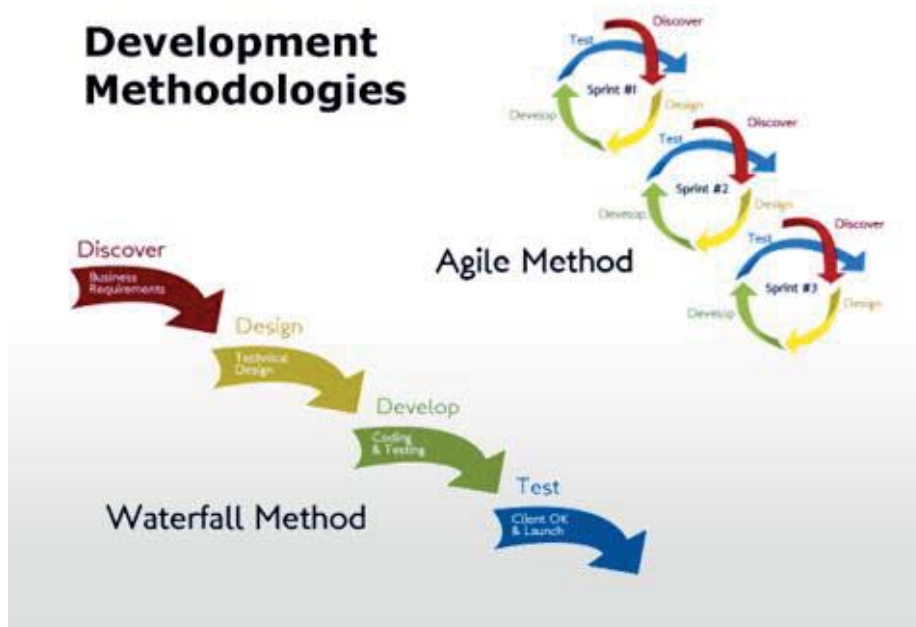 Development
Methodologies
Discover
Test
Sprint #1
Develop
Design
Discover
Test
Sprint #2
Develop
Design
Discover
Test
Sprint #3
Develop
Design
Agile Method
Discover
Business
Requirements
Design
Technical
Design
Develop
Coding
& Testing
Test
Client OK
& Launch
Waterfall Method